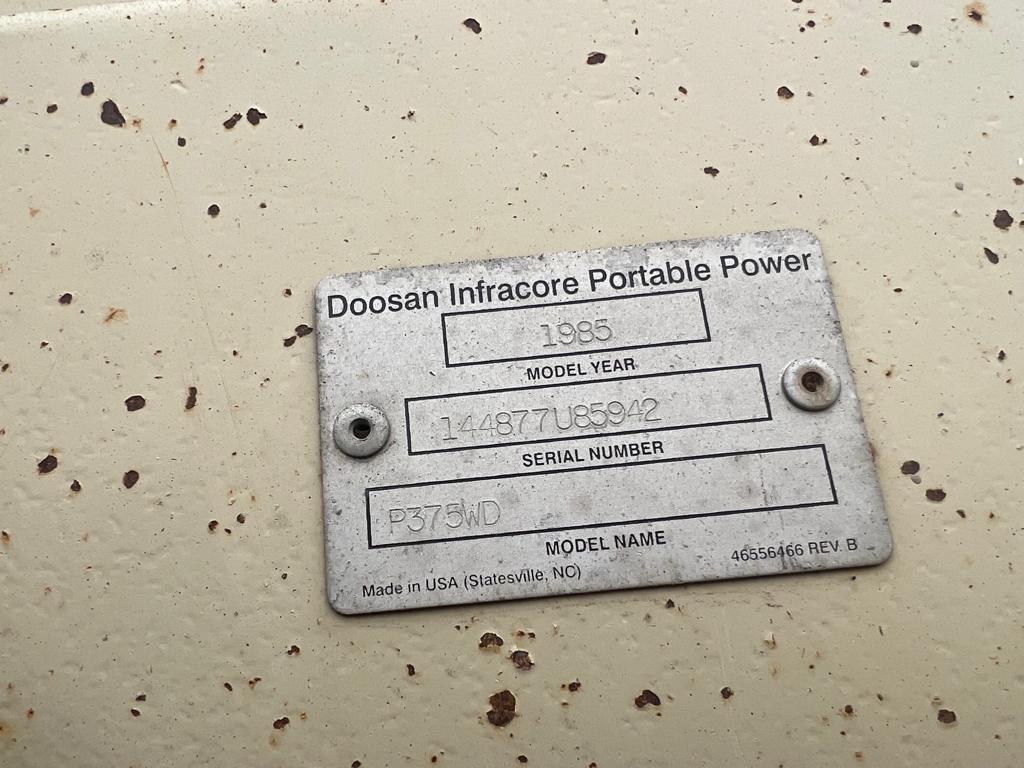 Doosan Infracore Portable Power
1985
MODEL YEAR
144877U85942
SERIAL NUMBER
P375WD
MODEL NAME
46556466 REV B
Made in USA (Statesville, NC)